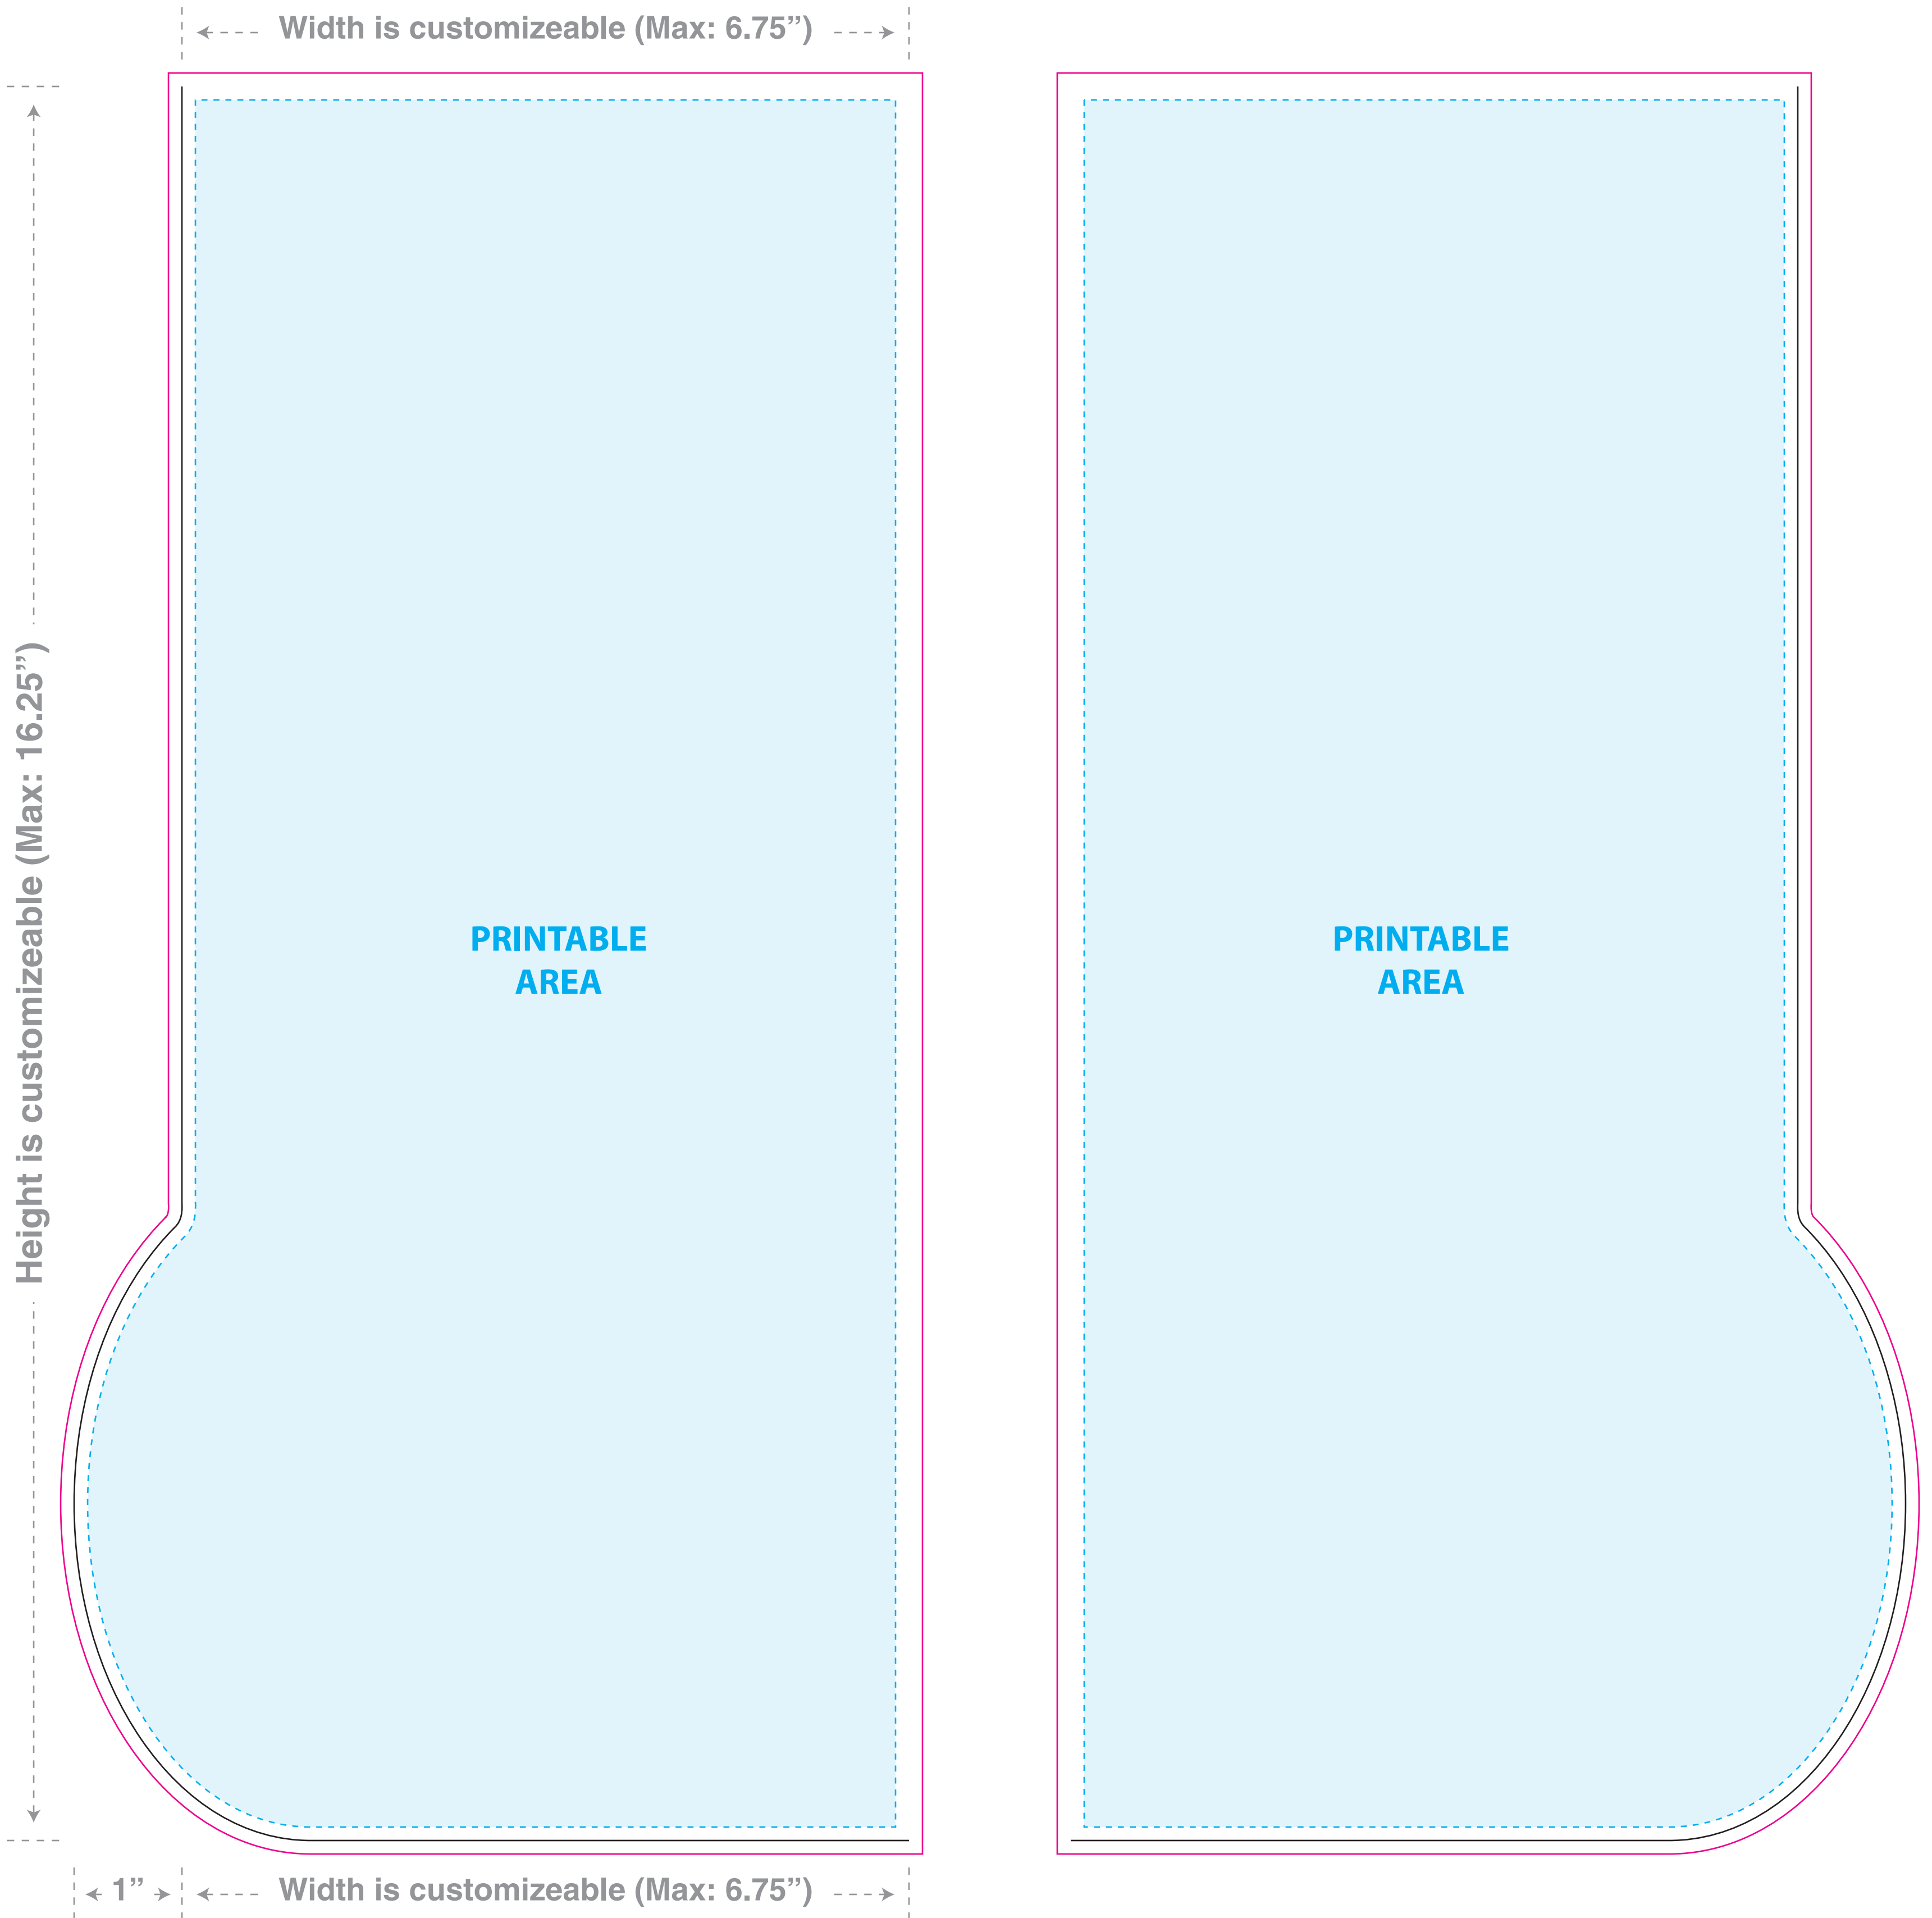 Width is customizeable (Max: 6.75”)
Height is customizeable (Max: 16.25”)
PRINTABLE
AREA
PRINTABLE
AREA
1”
Width is customizeable (Max: 6.75”)